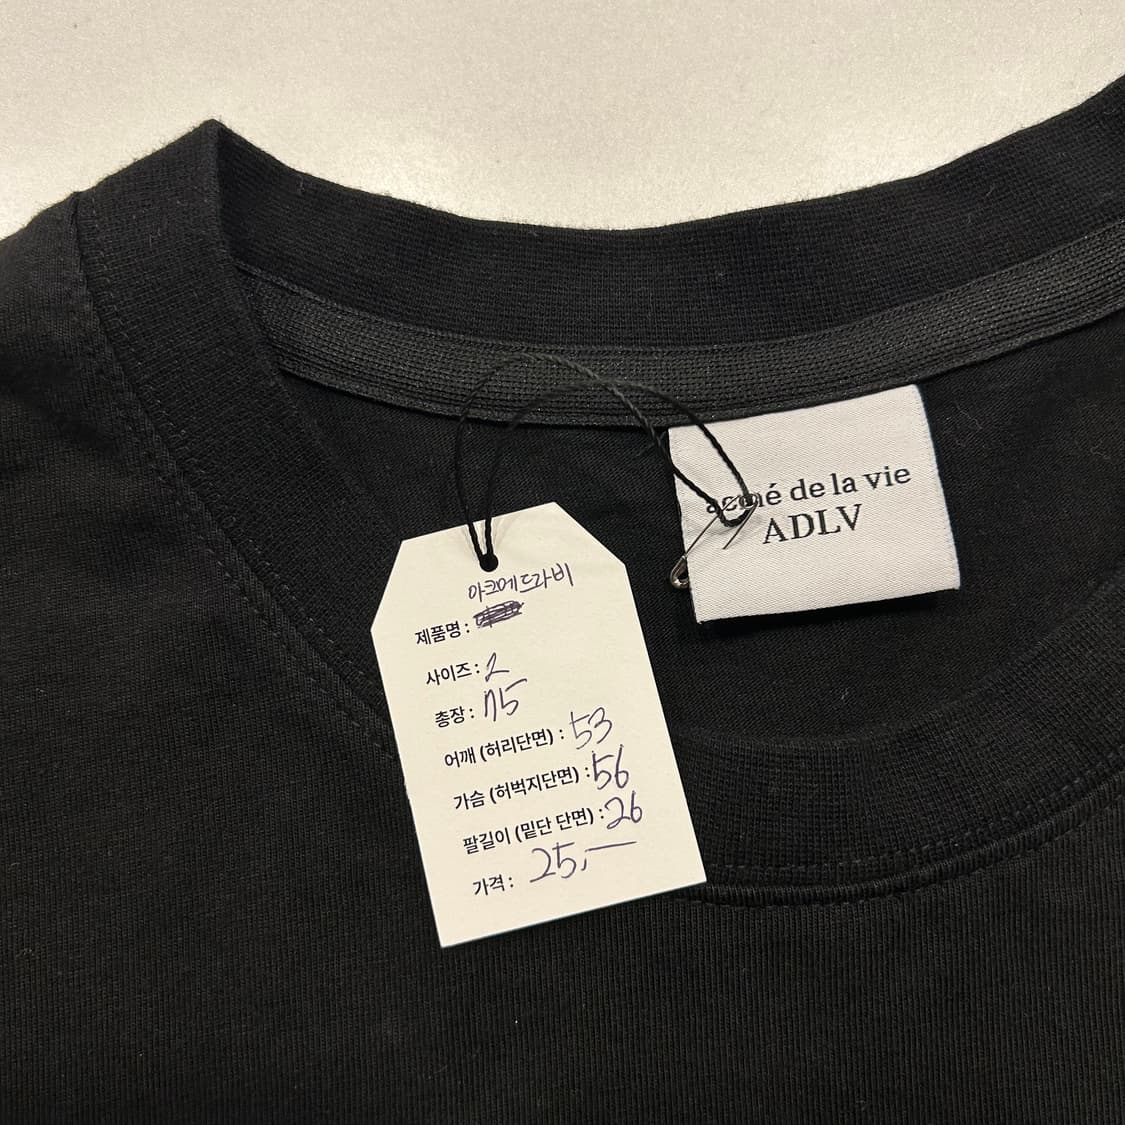 acmé de la vie
ADLV
아크메드라비
제품명 :
사이즈 : 2
총장 : 75
어깨 (허리단면) : 53
가슴 (허벅지단면) : 56
팔길이 (밑단 단면) : 26
가격 : 25,—